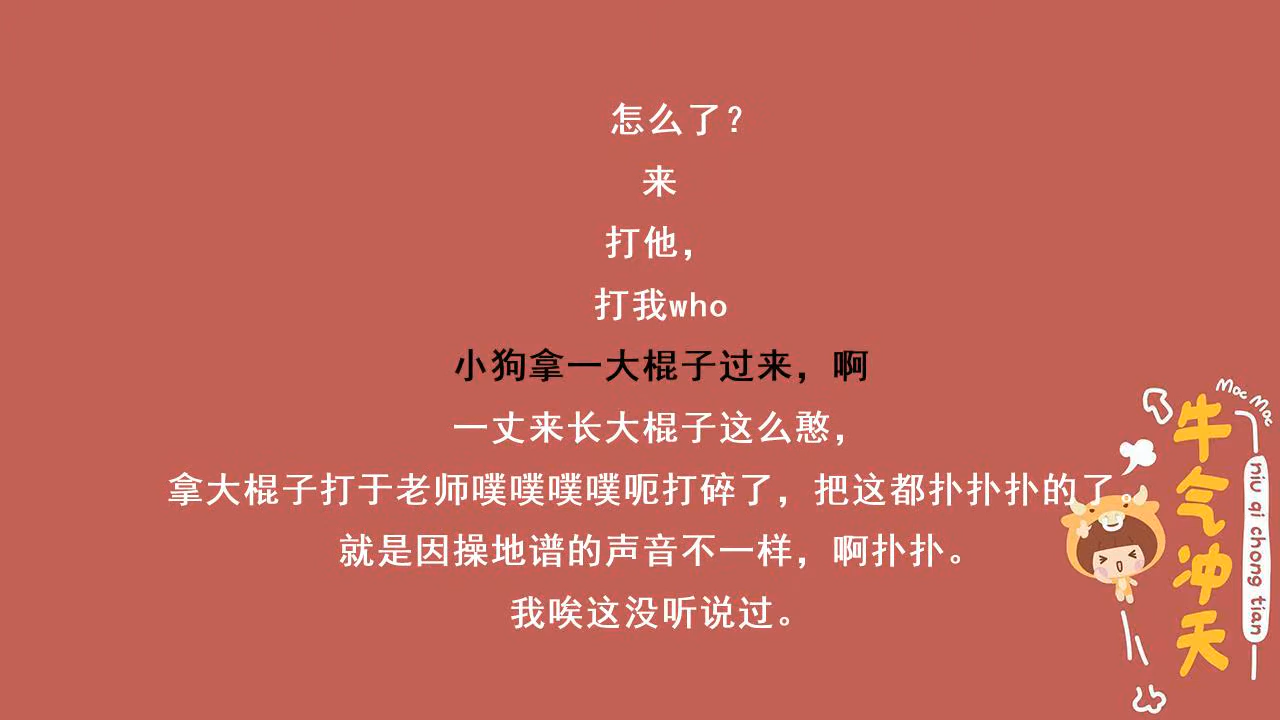 怎么了？
来
打他，
打我who
小狗拿一大棍子过来，啊
一丈来长大棍子这么憨，
拿大棍子打于老师噗噗噗噗呃打碎了，把这都扑扑扑的了。
就是因操地谱的声音不一样，啊扑扑。
我唉这没听说过。
Moc Moc
牛气冲天
niu qi chong tian